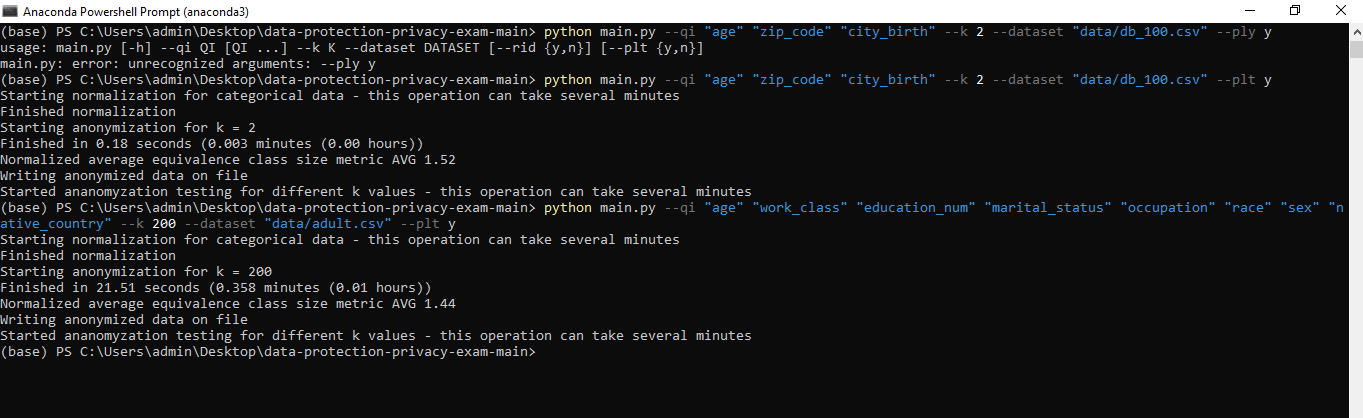 Anaconda Powershell Prompt (anaconda3)
(base) PS C:\Users\admin\Desktop\data-protection-privacy-exam-main> python main.py --qi "age" "zip_code" "city_birth" --k 2 --dataset "data/db_100.csv" --ply y
usage: main.py [-h] --qi QI [QI ...] --k K --dataset DATASET [--rid {y,n}] [--plt {y,n}]
main.py: error: unrecognized arguments: --ply y
(base) PS C:\Users\admin\Desktop\data-protection-privacy-exam-main> python main.py --qi "age" "zip_code" "city_birth" --k 2 --dataset "data/db_100.csv" --plt y
Starting normalization for categorical data - this operation can take several minutes
Finished normalization
Starting anonymization for k = 2
Finished in 0.18 seconds (0.003 minutes (0.00 hours))
Normalized average equivalence class size metric AVG 1.52
Writing anonymized data on file
Started ananomyzation testing for different k values - this operation can take several minutes
(base) PS C:\Users\admin\Desktop\data-protection-privacy-exam-main> python main.py --qi "age" "work_class" "education_num" "marital_status" "occupation" "race" "sex" "n
ative_country" --k 200 --dataset "data/adult.csv" --plt y
Starting normalization for categorical data - this operation can take several minutes
Finished normalization
Starting anonymization for k = 200
Finished in 21.51 seconds (0.358 minutes (0.01 hours))
Normalized average equivalence class size metric AVG 1.44
Writing anonymized data on file
Started ananomyzation testing for different k values - this operation can take several minutes
(base) PS C:\Users\admin\Desktop\data-protection-privacy-exam-main>